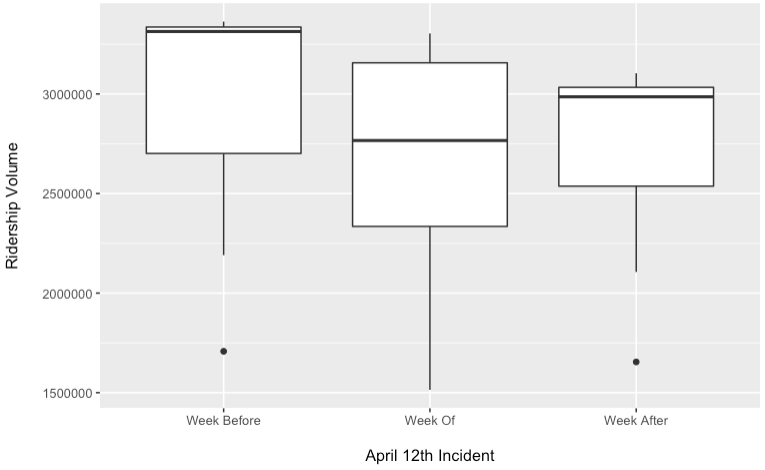 Ridership Volume
3000000
2500000
2000000
1500000
Week Before
Week Of
Week After
April 12th Incident